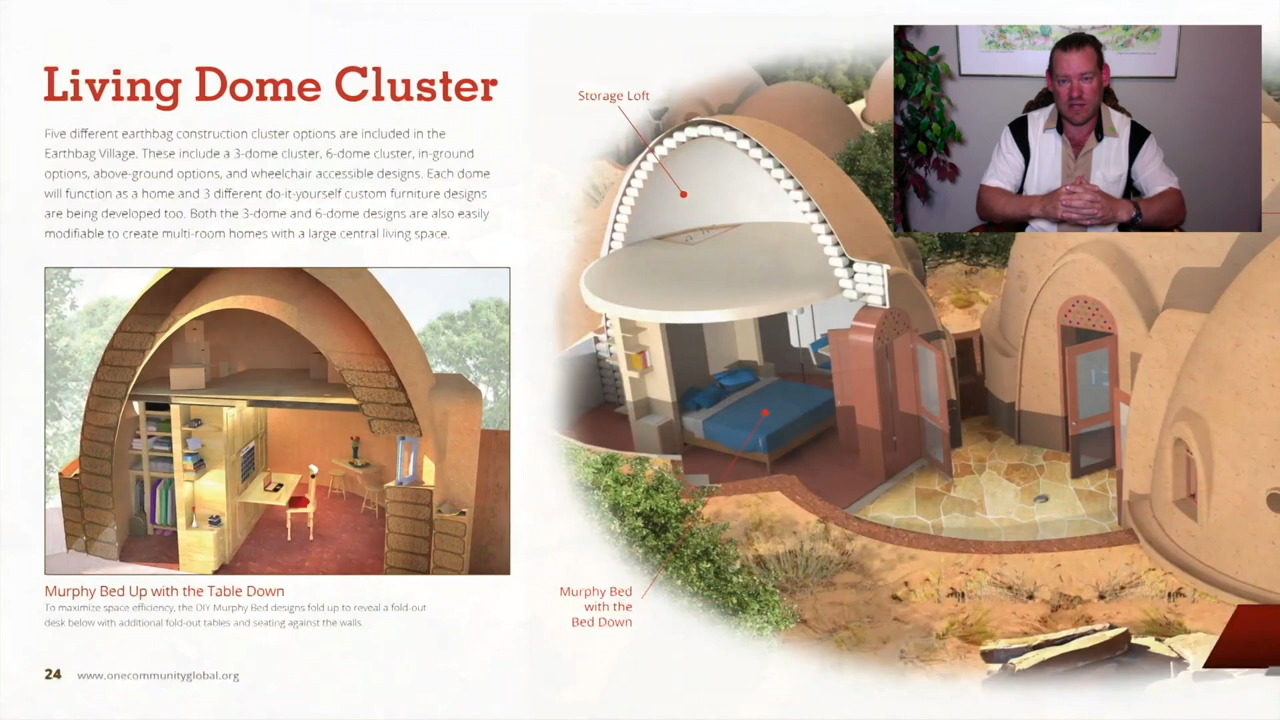 Living Dome Cluster
Five different earthbag construction cluster options are included in the
Earthbag Village. These include a 3-dome cluster, 6-dome cluster, in-ground
options, above-ground options, and wheelchair accessible designs. Each dome
will function as a home and 3 different do-it-yourself custom furniture designs
are being developed too. Both the 3-dome and 6-dome designs are also easily
modifiable to create multi-room homes with a large central living space.
Murphy Bed Up with the Table Down
To maximize space efficiency, the DIY Murphy Bed designs fold up to reveal a fold-out
desk below with additional fold-out tables and seating against the walls.
24 www.onecommunityglobal.org
Storage Loft
Murphy Bed
with the
Bed Down